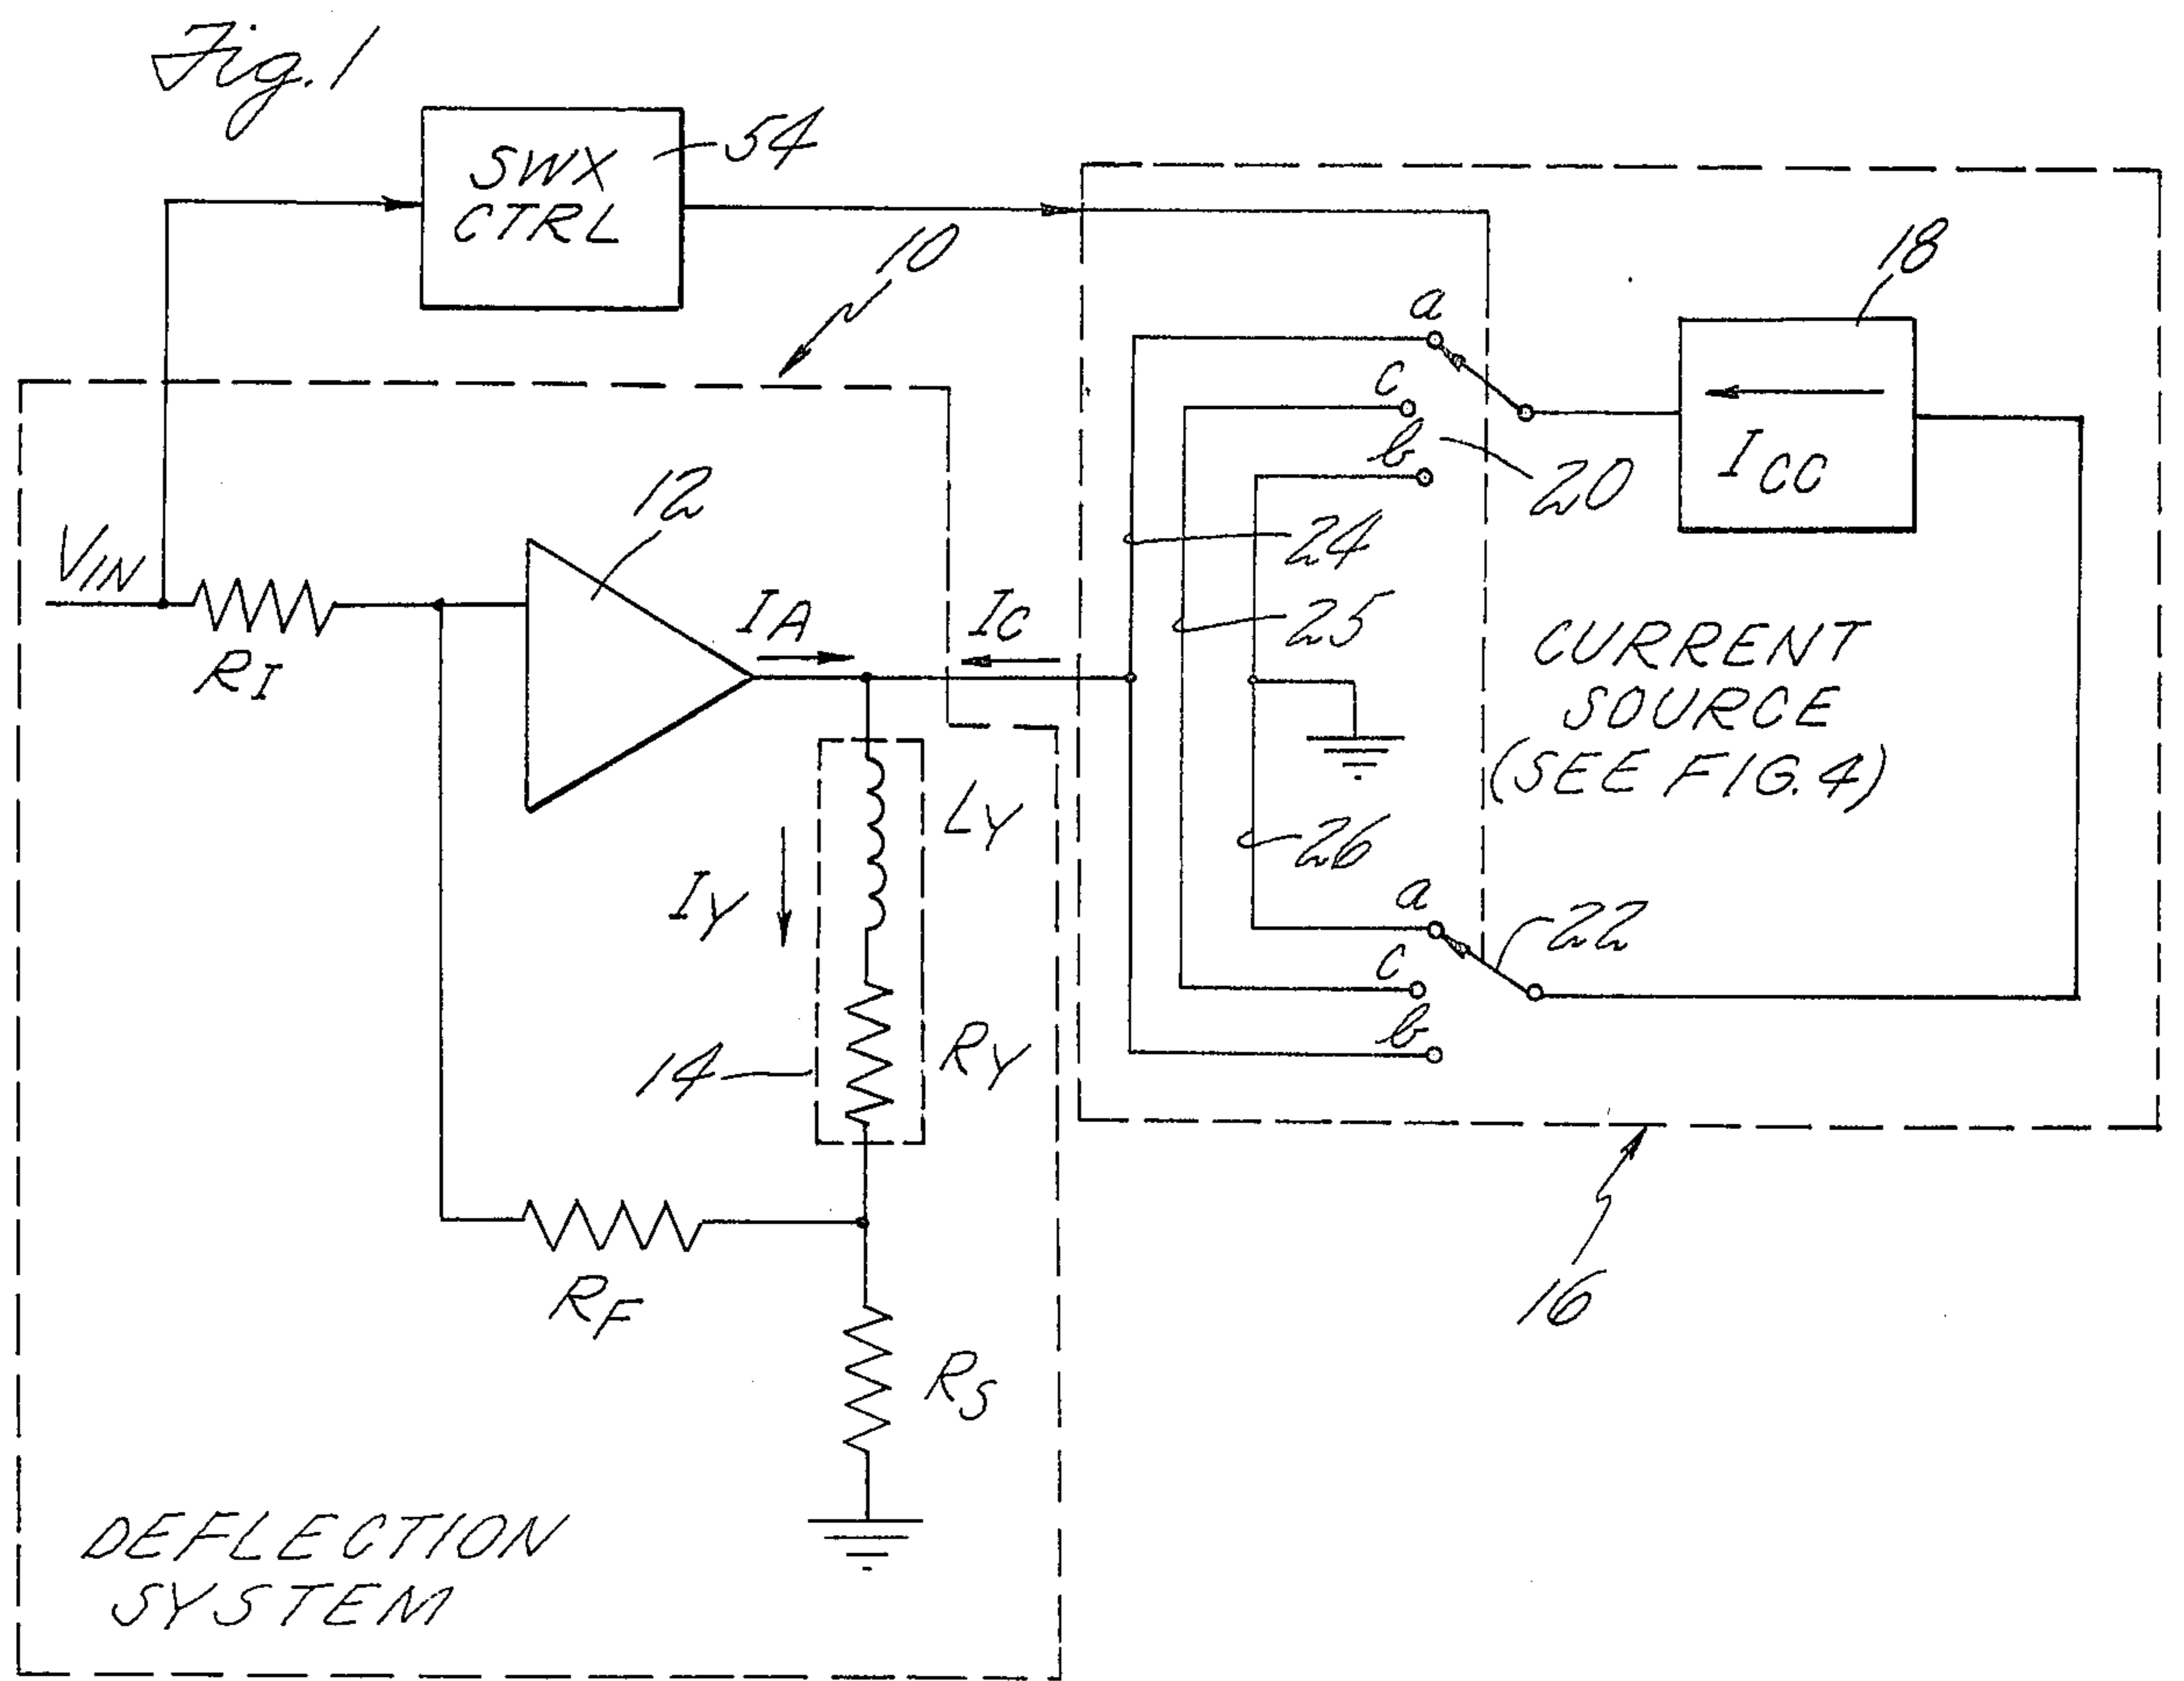 Fig. 1
SWX
CTRL
54
10
18
a
c
b
20
ICC
VIN
RI
12
IA
IC
24
25
CURRENT
SOURCE
(SEE FIG. 4)
26
LY
IY
a
c
b
22
14
RY
16
RF
RS
DEFLECTION
SYSTEM